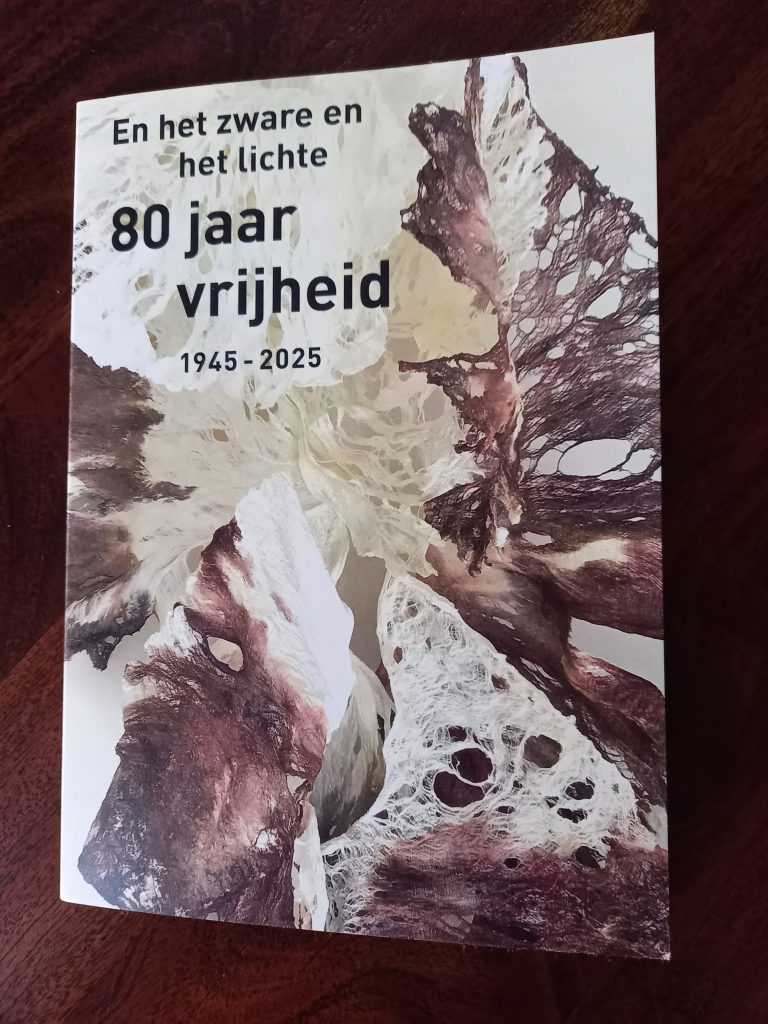 En het zware en
het lichte
80 jaar
vrijheid
1945 - 2025